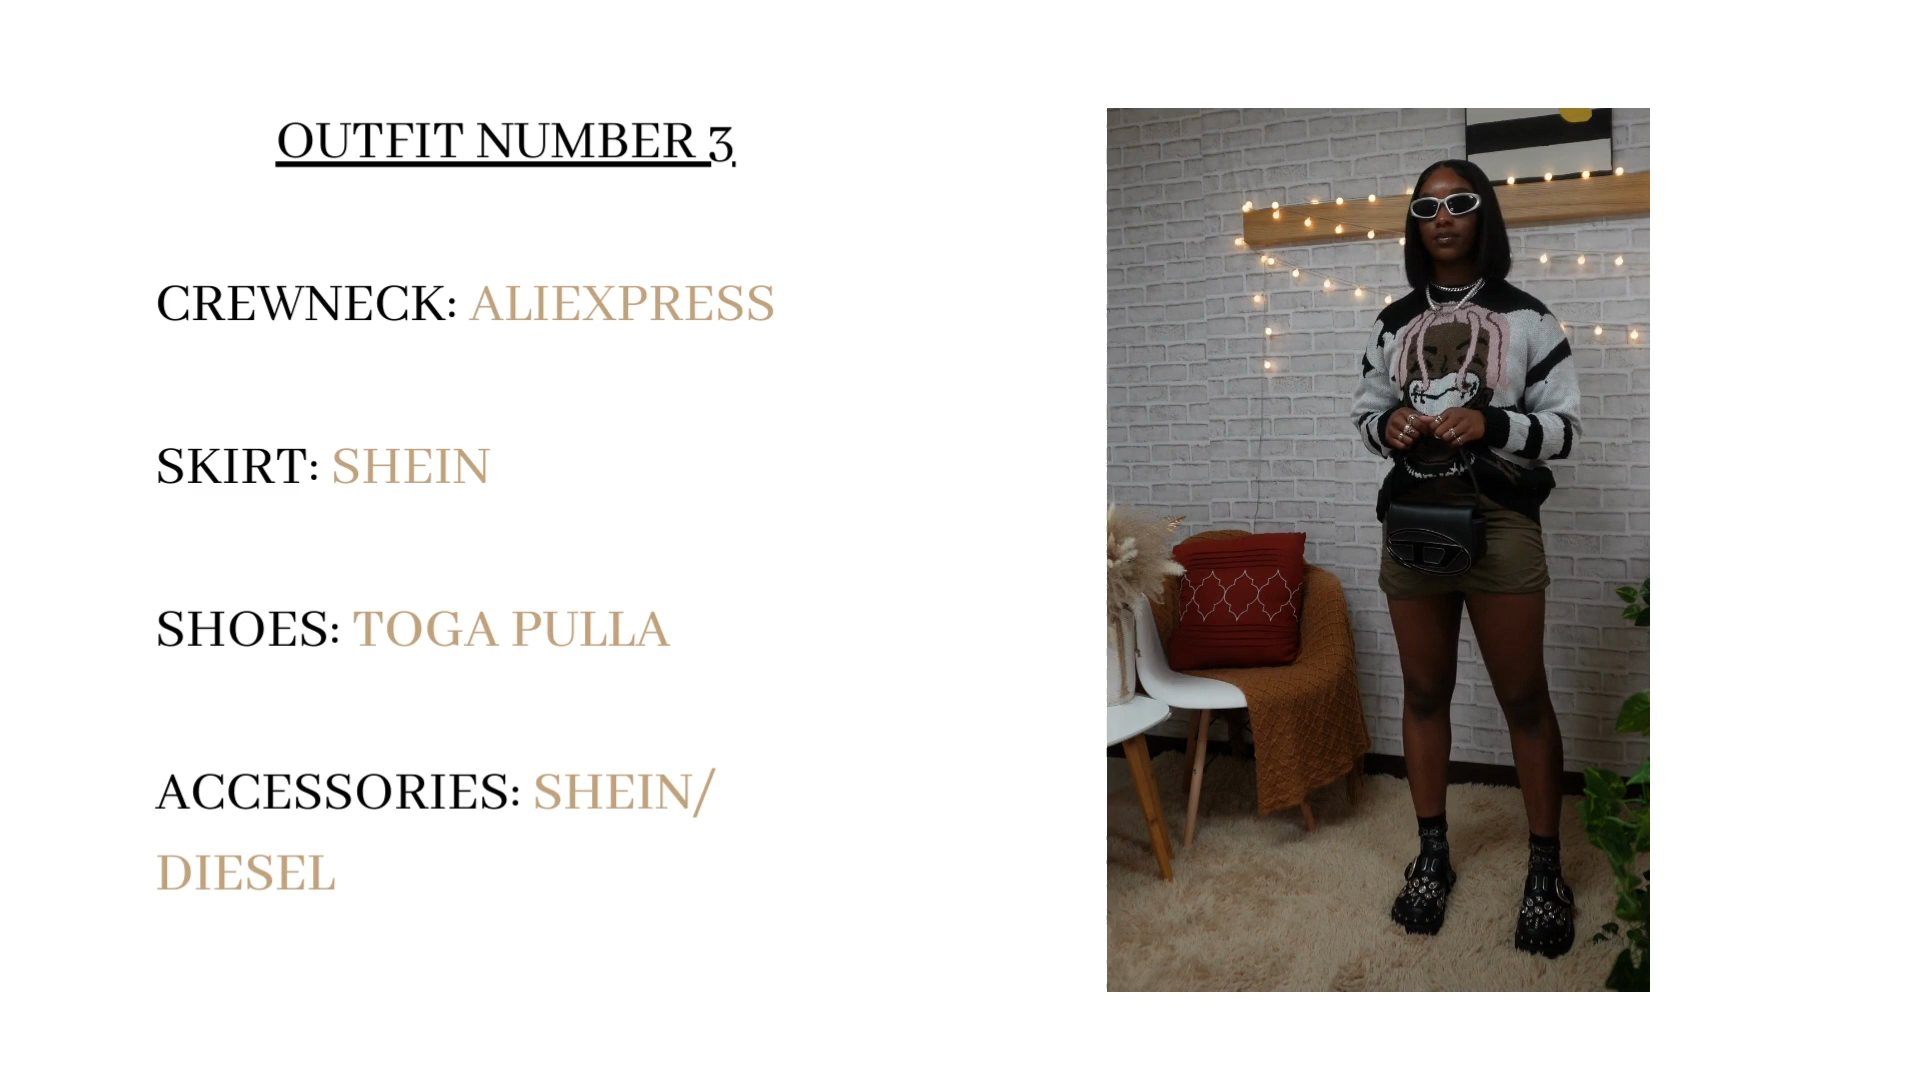 OUTFIT NUMBER 3
CREWNECK: ALIEXPRESS
SKIRT: SHEIN
SHOES: TOGA PULLA
ACCESSORIES: SHEIN/
DIESEL